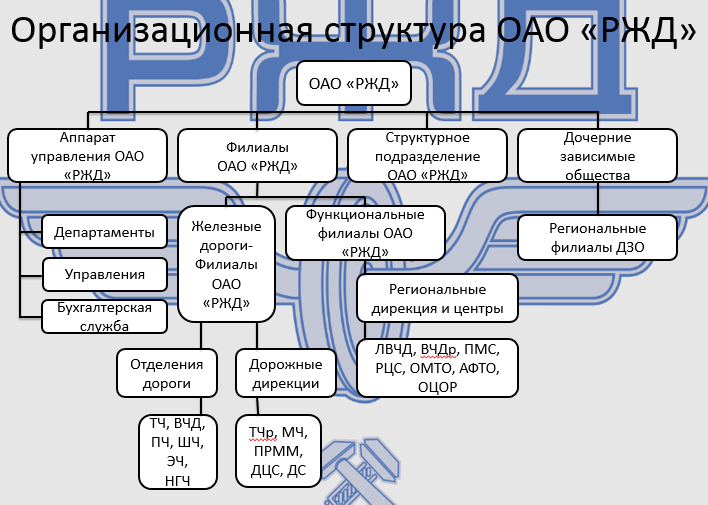 Организационная структура ОАО «РЖД»
ОАО «РЖД»
Аппарат
управления ОАО
«РЖД»
Филиалы
ОАО «РЖД»
Структурное
подразделение
ОАО «РЖД»
Дочерние
зависимые
общества
Департаменты
Управления
Бухгалтерская
служба
Железные
дороги-
Филиалы
ОАО
«РЖД»
Функциональные
филиалы ОАО
«РЖД»
Региональные
филиалы ДЗО
Региональные
дирекция и центры
ЛВЧД, ВЧДр, ПМС,
РЦС, ОМТО, АФТО,
ОЦОР
Отделения
дороги
Дорожные
дирекции
ТЧ, ВЧД,
ПЧ, ШЧ,
ЭЧ,
НГЧ
ТЧр, МЧ,
ПРММ,
ДЦС, ДС
РЖД